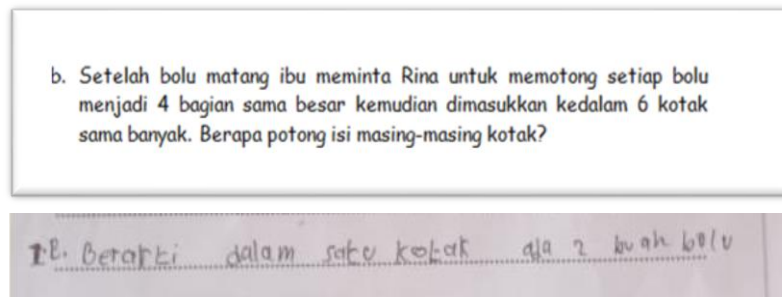 b. Setelah bolu matang ibu meminta Rina untuk memotong setiap bolu
menjadi 4 bagian sama besar kemudian dimasukkan kedalam 6 kotak
sama banyak. Berapa potong isi masing-masing kotak?
Berarti dalam satu kotak ada 2 buah bolu